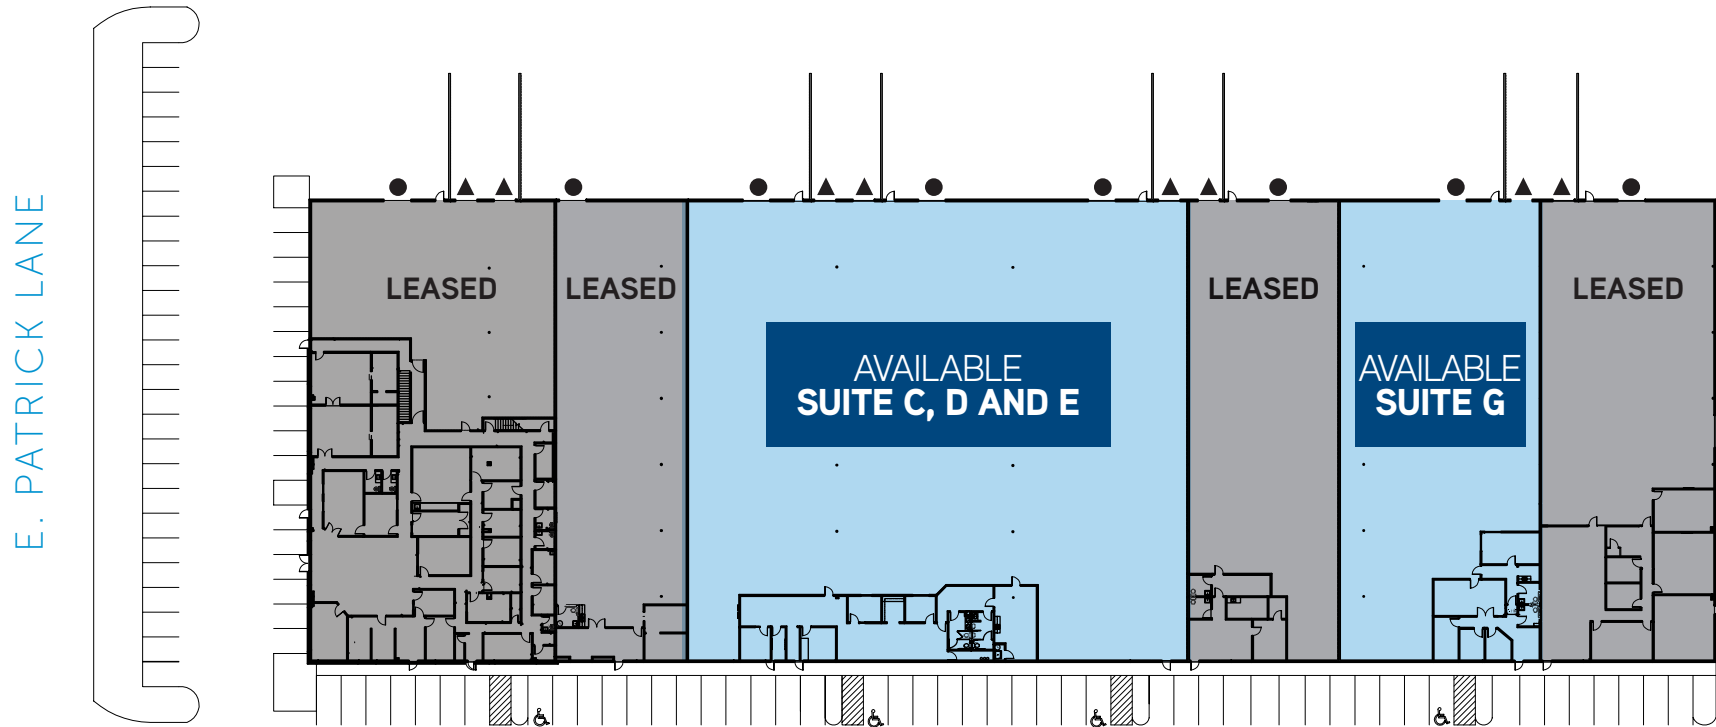 E. PATRICK LANE
LEASED
LEASED
LEASED
LEASED
AVAILABLE
SUITE C, D AND E
AVAILABLE
SUITE G